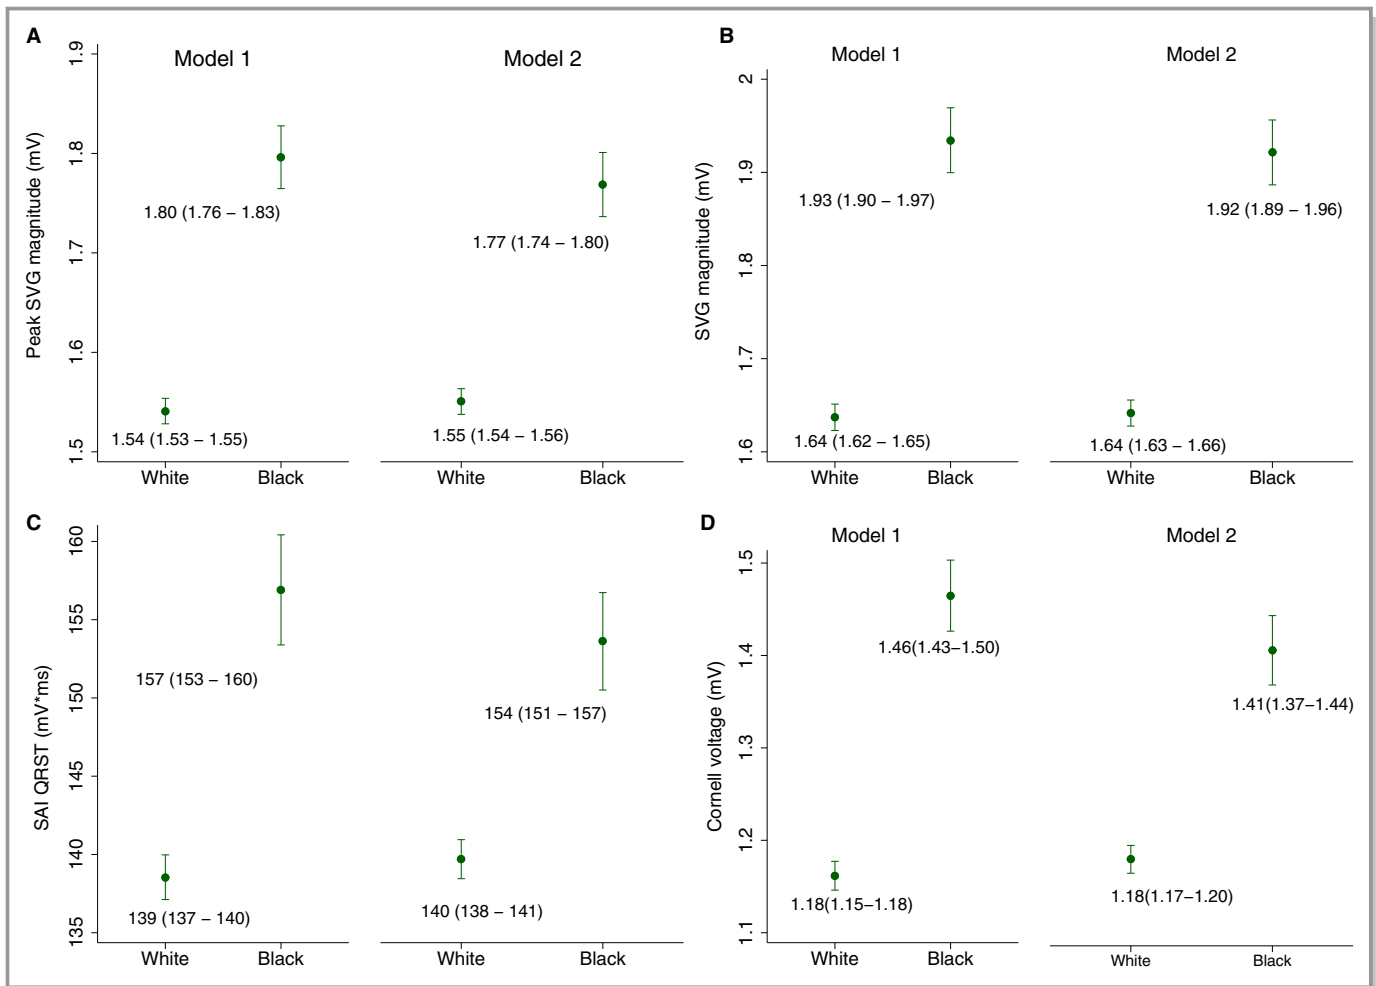 A
Model 1
Model 2
Peak SVG magnitude (mV)
1.9
1.8
1.7
1.6
1.5
1.80 (1.76 – 1.83)
1.77 (1.74 – 1.80)
1.54 (1.53 – 1.55)
1.55 (1.54 – 1.56)
White
Black
White
Black
B
Model 1
Model 2
SVG magnitude (mV)
2
1.9
1.8
1.7
1.6
1.93 (1.90 – 1.97)
1.92 (1.89 – 1.96)
1.64 (1.62 – 1.65)
1.64 (1.63 – 1.66)
White
Black
White
Black
C
SAI QRST (mV*ms)
160
155
150
145
140
135
157 (153 – 160)
154 (151 – 157)
139 (137 – 140)
140 (138 – 141)
White
Black
White
Black
D
Model 1
Model 2
Cornell voltage (mV)
1.5
1.4
1.3
1.2
1.1
1.46(1.43–1.50)
1.41(1.37–1.44)
1.18(1.15–1.18)
1.18(1.17–1.20)
White
Black
White
Black